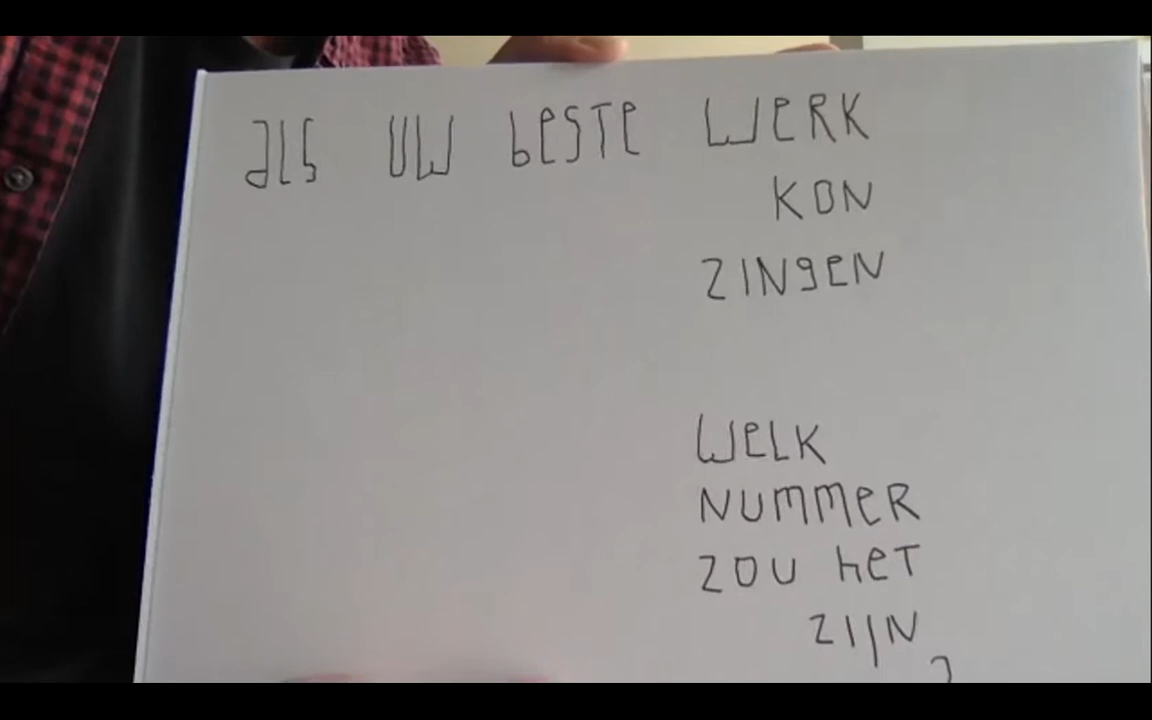 als UW beSTe WeRK
KON
ZINgeN
WeLK
NUmmeR
ZOU heT
ZIJN
?